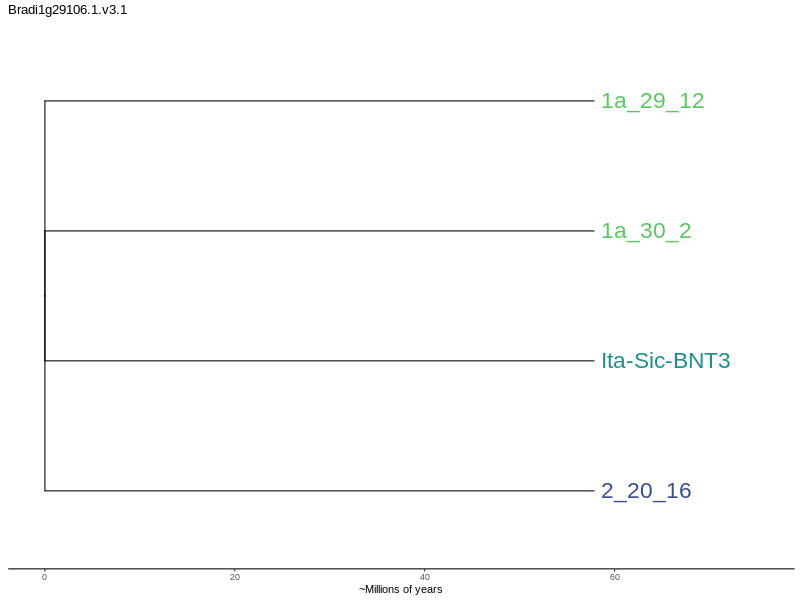 Bradi1g29106.1.v3.1
1a_29_12
1a_30_2
Ita-Sic-BNT3
2_20_16
0 20 40 60
~Millions of years